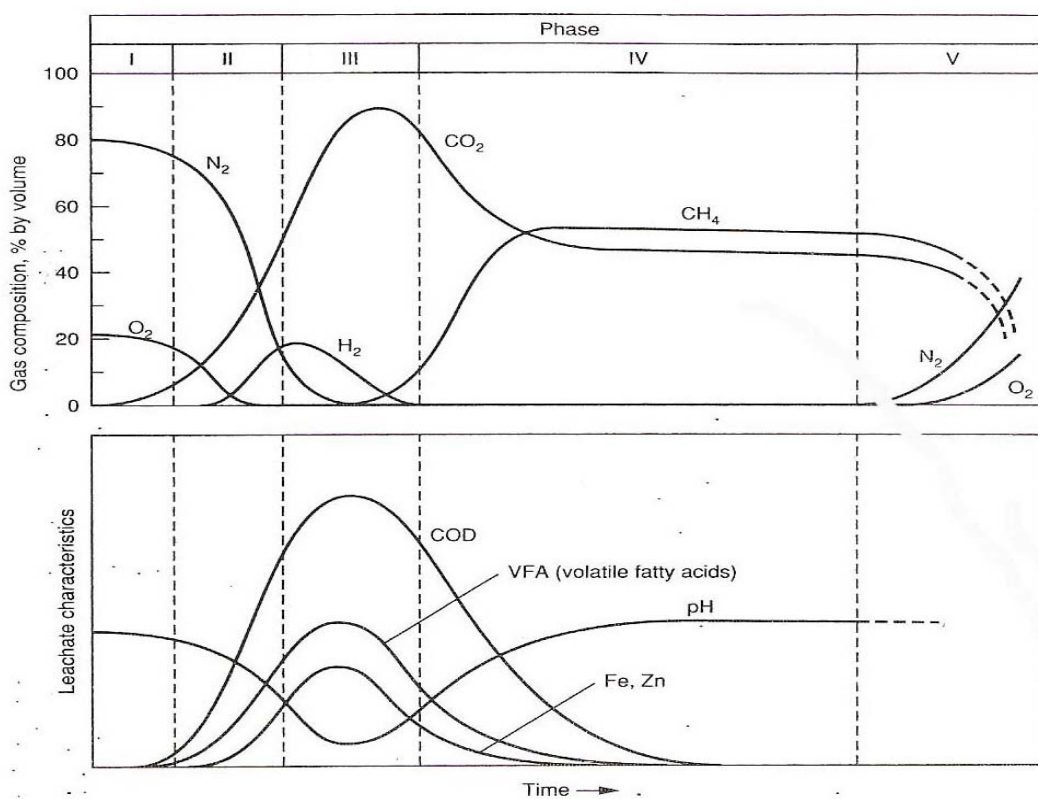 Phase
I II III IV V
100
80
60
40
20
0
Gas composition, % by volume
N₂
O₂
H₂
CO₂
CH₄
N₂
O₂
Leachate characteristics
COD
VFA (volatile fatty acids)
pH
Fe, Zn
Time